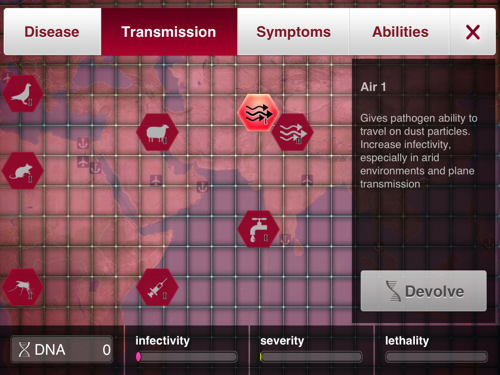 Disease
Transmission
Symptoms
Abilities
Air 1
Gives pathogen ability to
travel on dust particles.
Increase infectivity,
especially in arid
environments and plane
transmission
Devolve
DNA 0
infectivity
severity
lethality